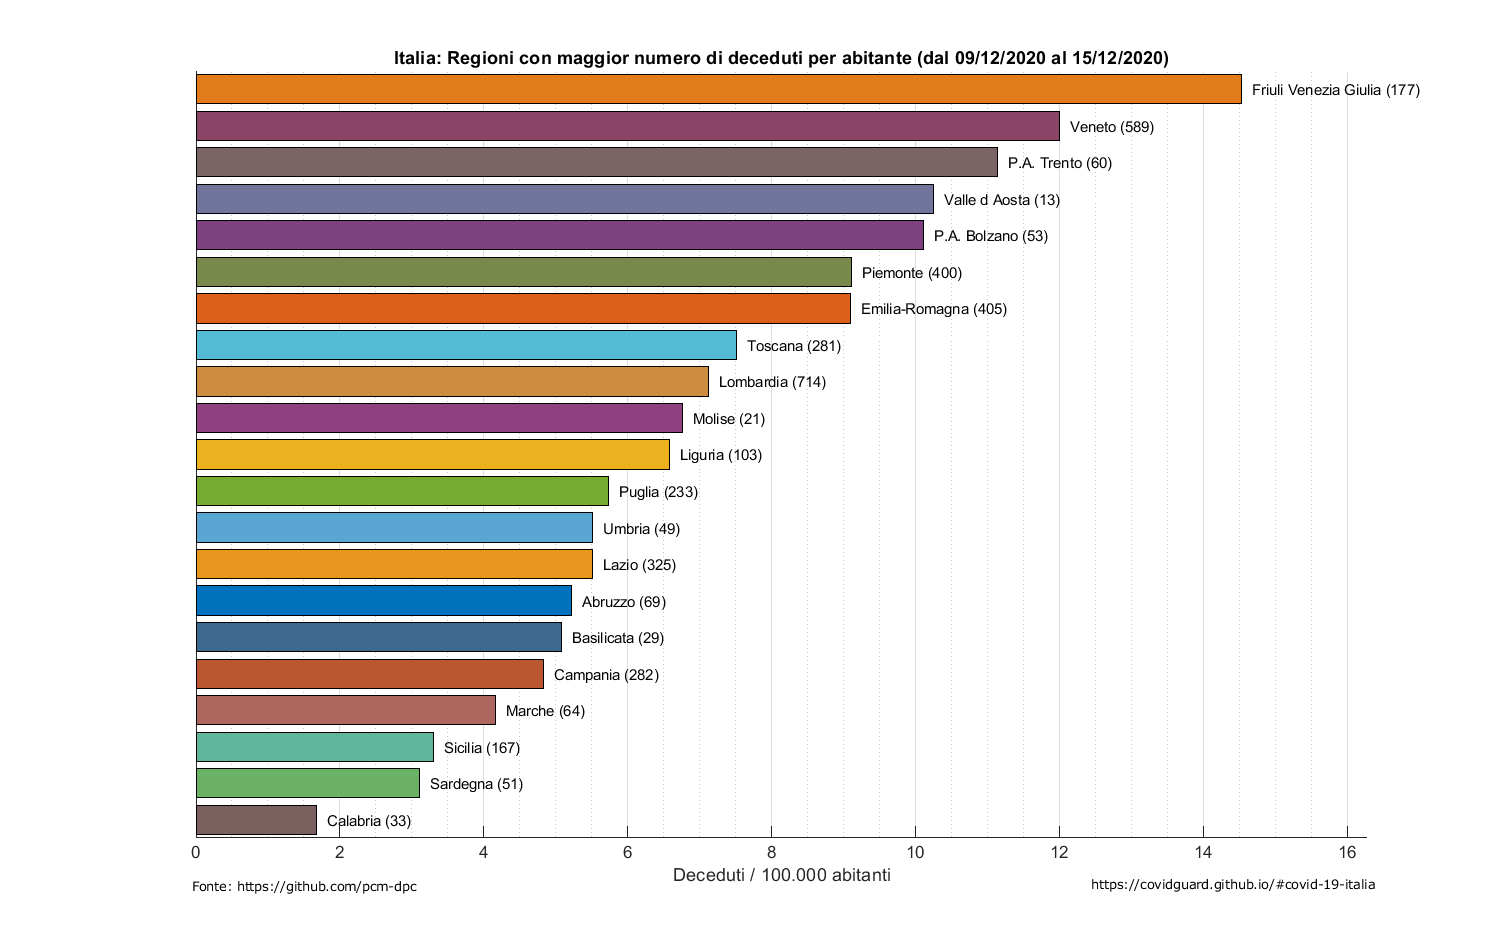 Italia: Regioni con maggior numero di deceduti per abitante (dal 09/12/2020 al 15/12/2020)
Friuli Venezia Giulia (177)
Veneto (589)
P.A. Trento (60)
Valle d Aosta (13)
P.A. Bolzano (53)
Piemonte (400)
Emilia-Romagna (405)
Toscana (281)
Lombardia (714)
Molise (21)
Liguria (103)
Puglia (233)
Umbria (49)
Lazio (325)
Abruzzo (69)
Basilicata (29)
Campania (282)
Marche (64)
Sicilia (167)
Sardegna (51)
Calabria (33)
0 2 4 6 8 10 12 14 16
Deceduti / 100.000 abitanti
Fonte: https://github.com/pcm-dpc
https://covidguard.github.io/#covid-19-italia